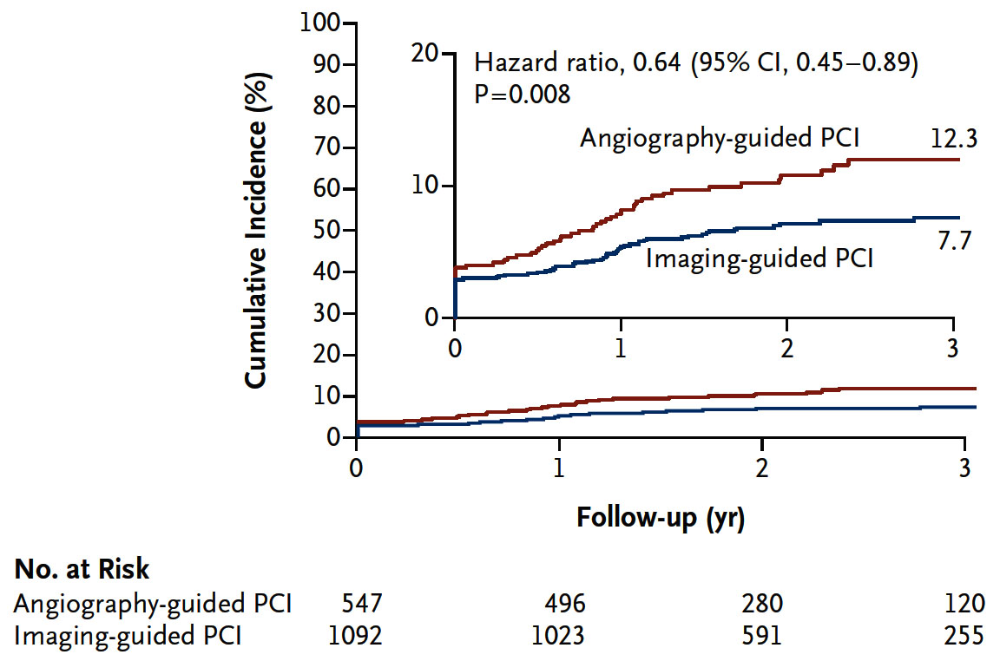 100
90
80
70
60
50
40
30
20
10
0
Cumulative Incidence (%)
20
10
0
Hazard ratio, 0.64 (95% CI, 0.45–0.89)
P=0.008
Angiography-guided PCI
12.3
Imaging-guided PCI
7.7
0 1 2 3
0 1 2 3
Follow-up (yr)
No. at Risk
Angiography-guided PCI 547 496 280 120
Imaging-guided PCI 1092 1023 591 255